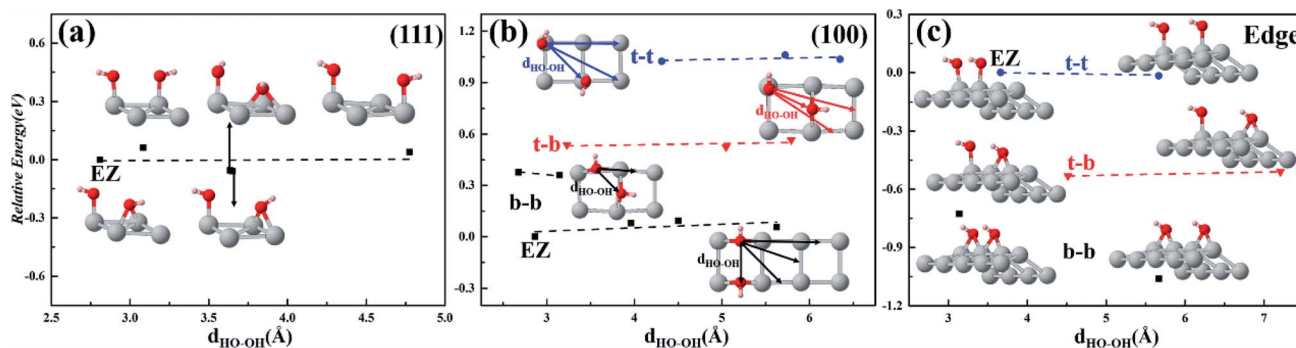 (a)
(111)
Relative Energy(eV)
0.6
0.3
0.0
-0.3
-0.6
EZ
2.5 3.0 3.5 4.0 4.5 5.0
dHO-OH(Å)
(b)
(100)
1.2
0.9
0.6
0.3
0.0
-0.3
dHO-OH
t-t
dHO-OH
t-b
dHO-OH
b-b
EZ
dHO-OH
3 4 5 6
dHO-OH(Å)
(c)
Edge
0.3
0.0
-0.3
-0.6
-0.9
-1.2
EZ
t-t
t-b
b-b
3 4 5 6 7
dHO-OH(Å)